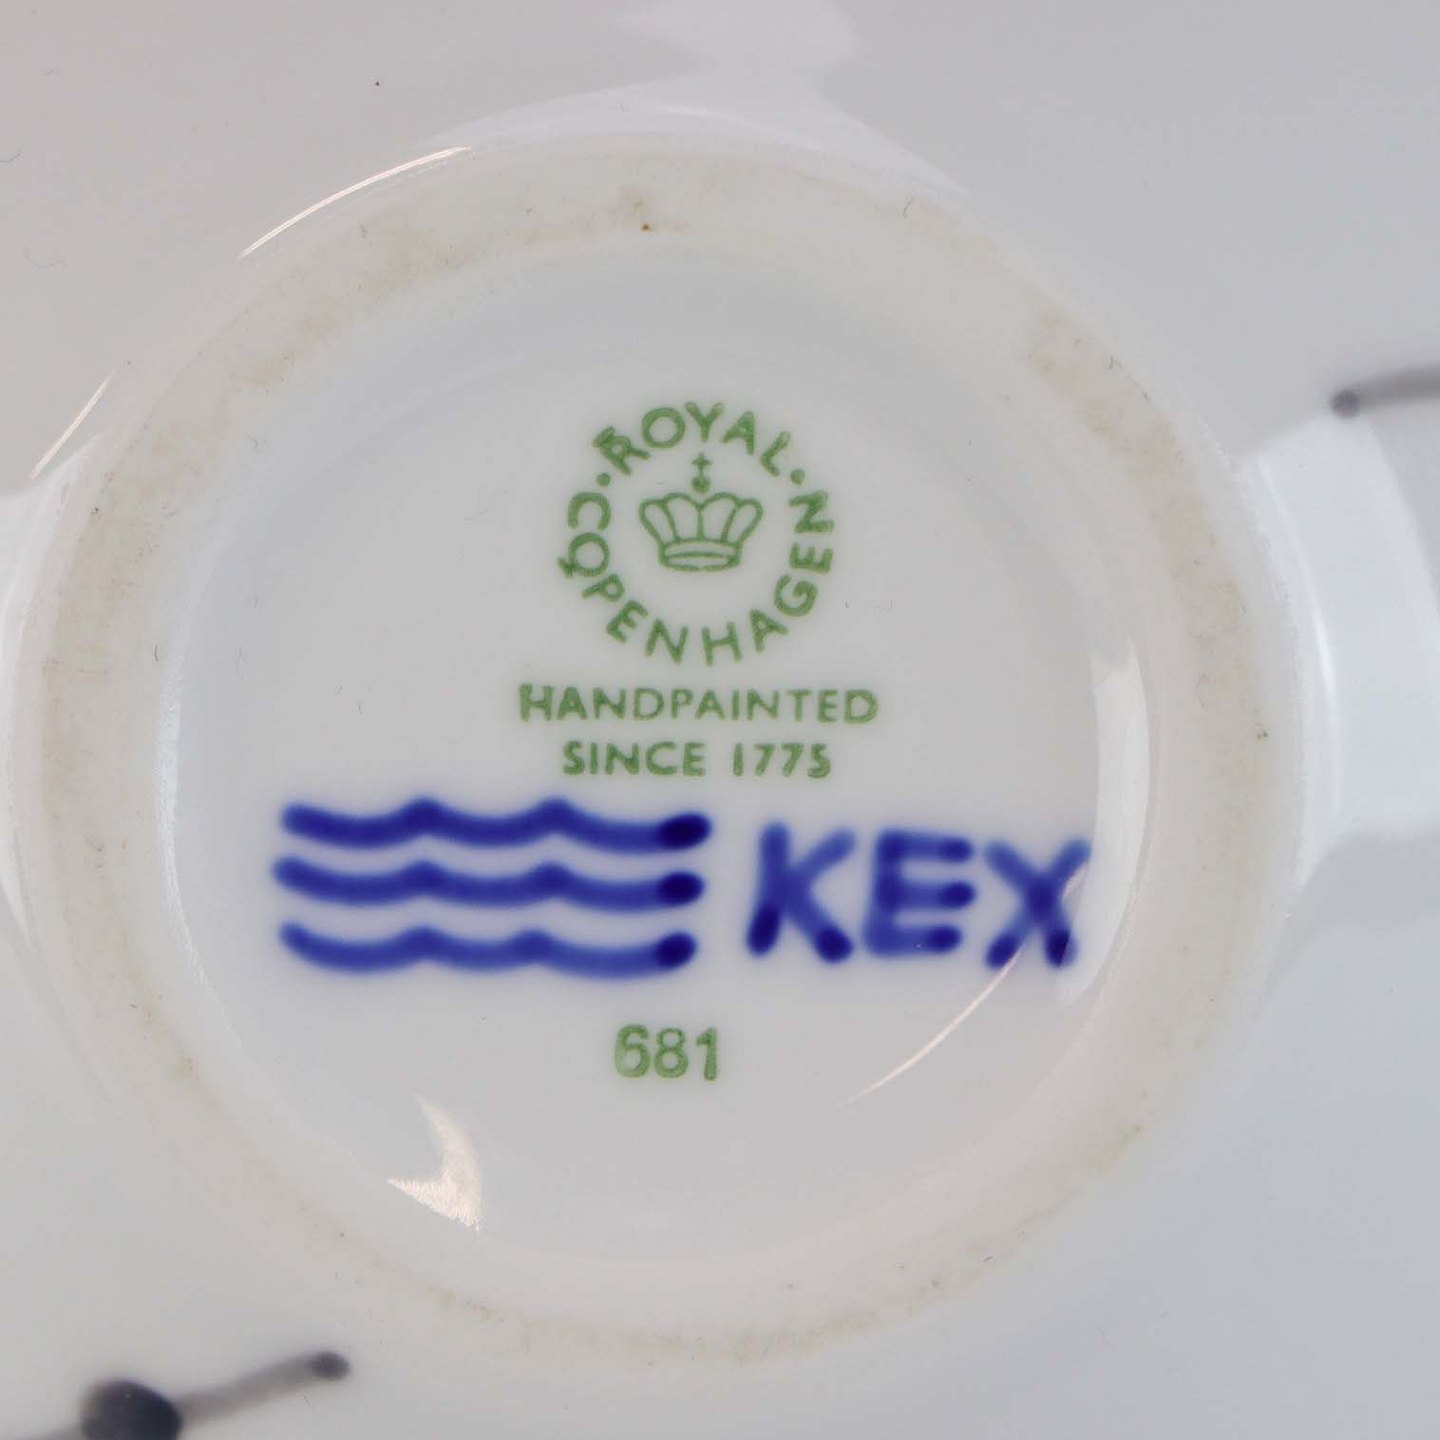 ROYAL · COPENHAGEN ·
HANDPAINTED
SINCE 1775
KEX
681